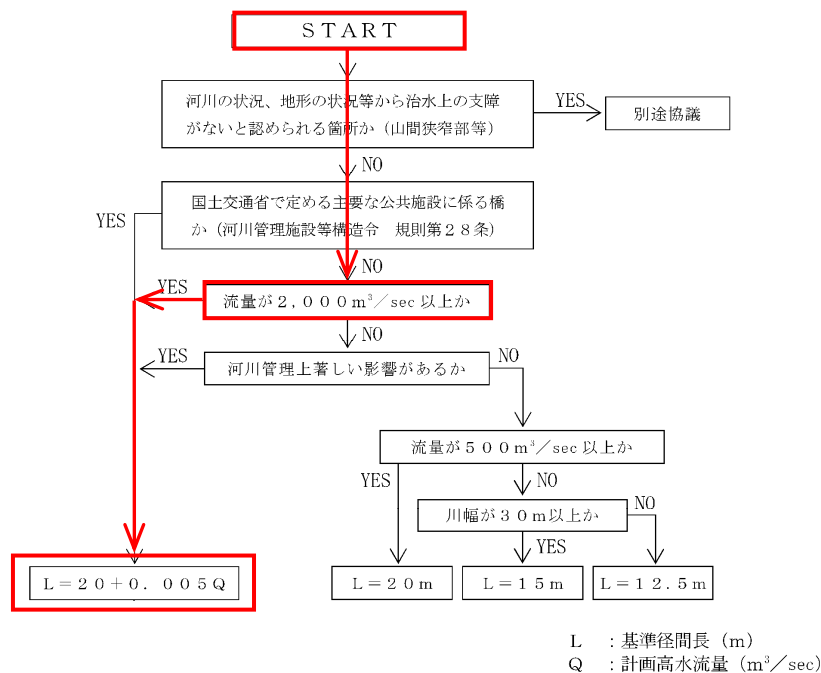 ＳＴＡＲＴ
河川の状況、地形の状況等から治水上の支障
がないと認められる箇所か（山間狭窄部等）
YES
別途協議
NO
国土交通省で定める主要な公共施設に係る橋
か（河川管理施設等構造令　規則第２８条）
YES
NO
YES
流量が２,０００m³／sec 以上か
NO
YES
河川管理上著しい影響があるか
NO
流量が５００m³／sec 以上か
YES
NO
川幅が３０m以上か
NO
YES
Ｌ＝２０＋０．００５Ｑ
Ｌ＝２０ｍ
Ｌ＝１５ｍ
Ｌ＝１２.５ｍ
Ｌ　：基準径間長（m）
Ｑ　：計画高水流量（m³／sec）